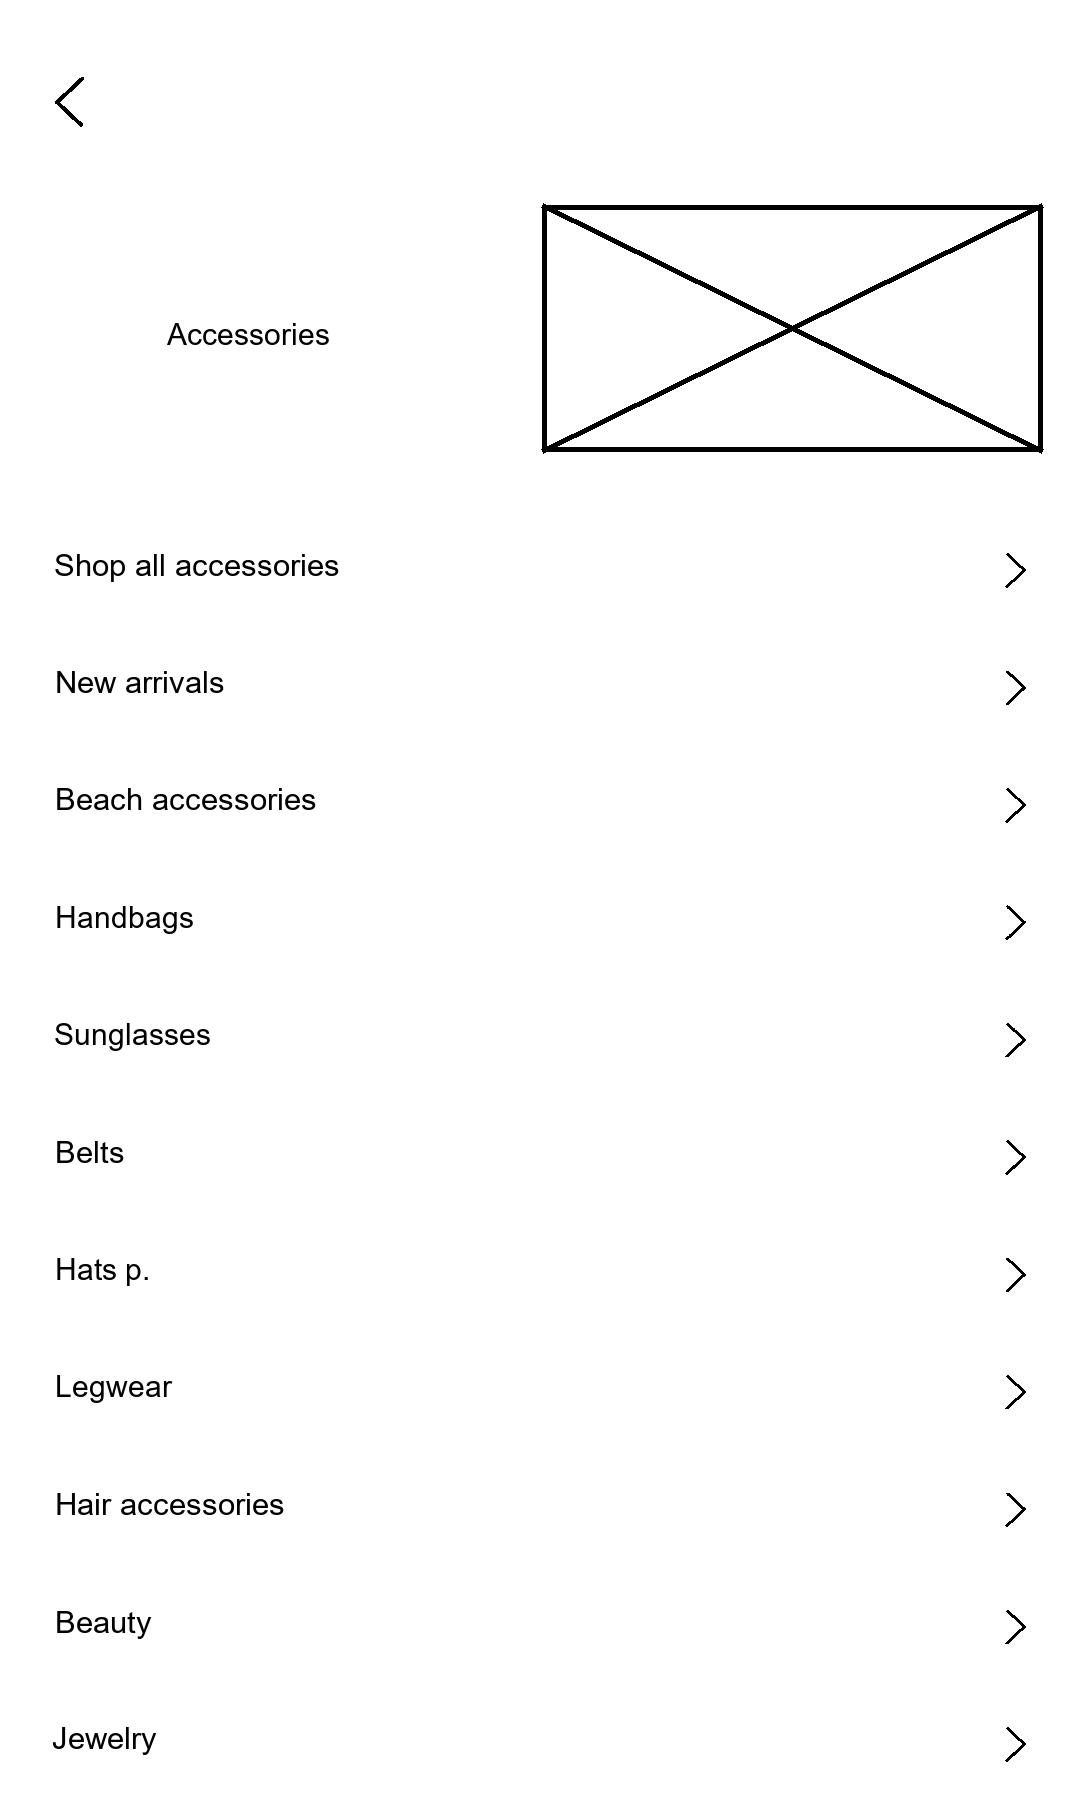 Accessories
Shop all accessories
New arrivals
Beach accessories
Handbags
Sunglasses
Belts
Hats p.
Legwear
Hair accessories
Beauty
Jewelry